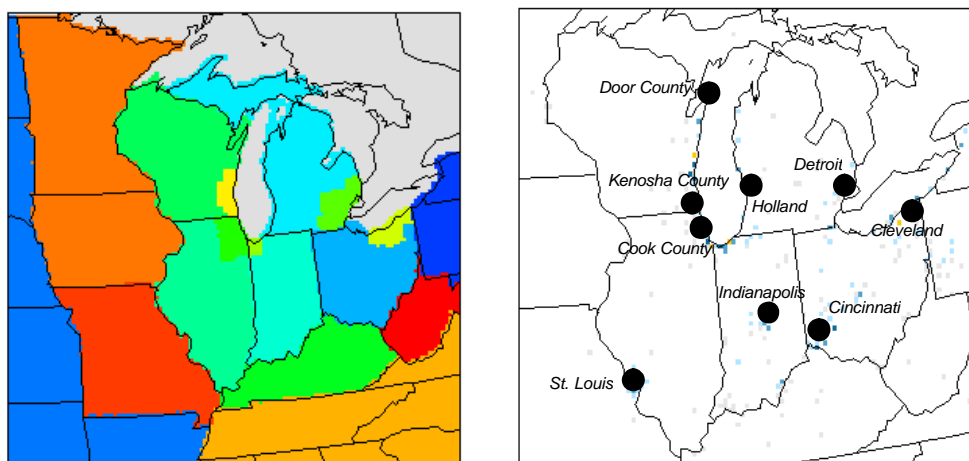 Door County
Detroit
Kenosha County
Holland
Cleveland
Cook County
Indianapolis
Cincinnati
St. Louis